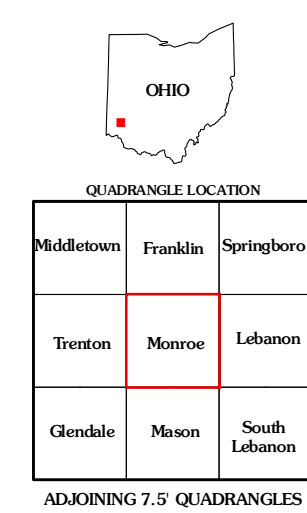 OHIO
QUADRANGLE LOCATION
Middletown Franklin Springboro
Trenton Monroe Lebanon
Glendale Mason South
Lebanon
ADJOINING 7.5' QUADRANGLES